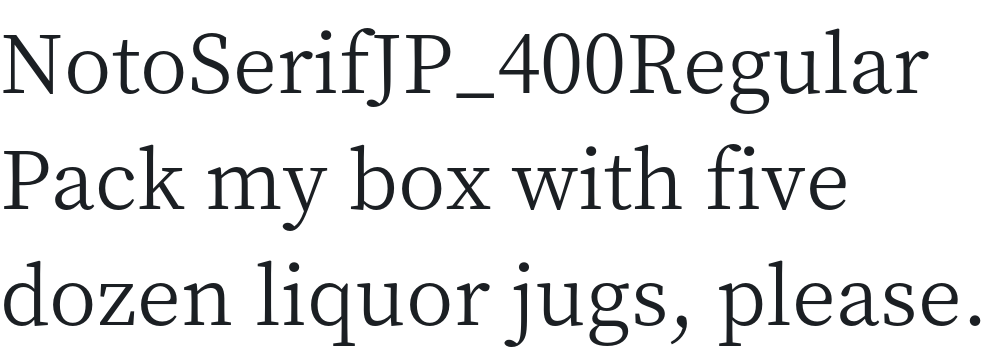 NotoSerifJP_400Regular
Pack my box with five
dozen liquor jugs, please.